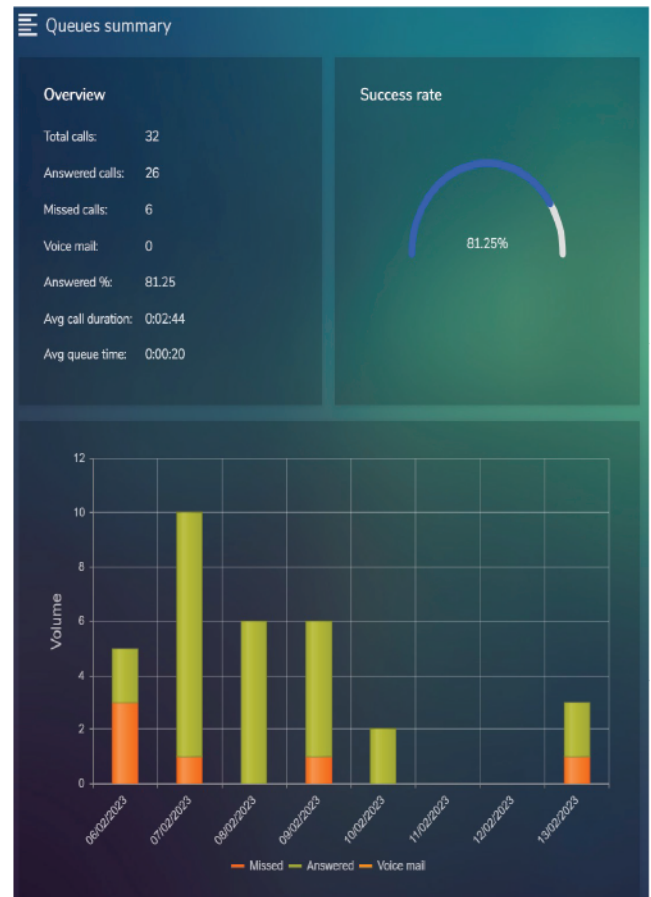 Queues summary
Overview
Total calls: 32
Answered calls: 26
Missed calls: 6
Voice mail: 0
Answered %: 81.25
Avg call duration: 0:02:44
Avg queue time: 0:00:20
Success rate
81.25%
Volume
12
10
8
6
4
2
0
06/02/2023 07/02/2023 08/02/2023 09/02/2023 10/02/2023 11/02/2023 12/02/2023 13/02/2023
Missed Answered Voice mail